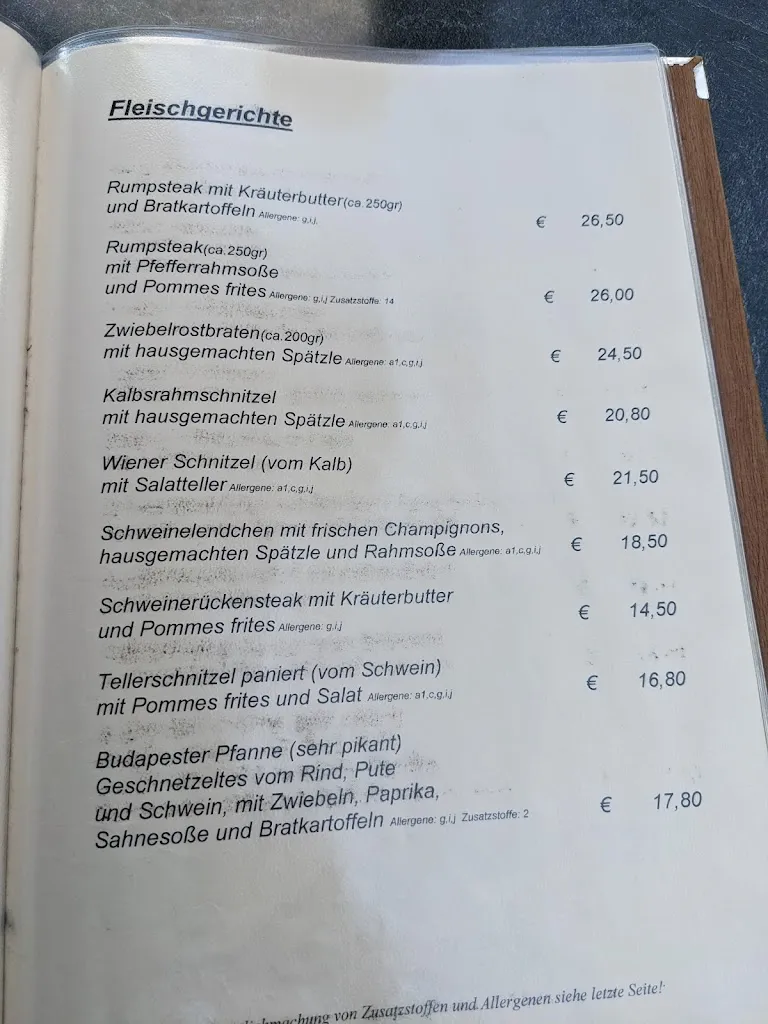 Fleischgerichte
Rumpsteak mit Kräuterbutter(ca.250gr)
und Bratkartoffeln Allergene: g,i,j, € 26,50
Rumpsteak(ca.250gr)
mit Pfefferrahmsoße
und Pommes frites Allergene: g,i,j Zusatzstoffe: 14 € 26,00
Zwiebelrostbraten(ca.200gr)
mit hausgemachten Spätzle Allergene: a1,c,g,i,j € 24,50
Kalbsrahmschnitzel
mit hausgemachten Spätzle Allergene: a1,c,g,i,j € 20,80
Wiener Schnitzel (vom Kalb)
mit Salatteller Allergene: a1,c,g,i,j € 21,50
Schweinelendchen mit frischen Champignons,
hausgemachten Spätzle und Rahmsoße Allergene: a1,c,g,i,j € 18,50
Schweinerückensteak mit Kräuterbutter
und Pommes frites Allergene: g,i,j € 14,50
Tellerschnitzel paniert (vom Schwein)
mit Pommes frites und Salat Allergene: a1,c,g,i,j € 16,80
Budapester Pfanne (sehr pikant)
Geschnetzeltes vom Rind, Pute
und Schwein, mit Zwiebeln, Paprika,
Sahnesoße und Bratkartoffeln Allergene: g,i,j Zusatzstoffe: 2 € 17,80
von Zusatzstoffen und Allergenen siehe letzte Seite!